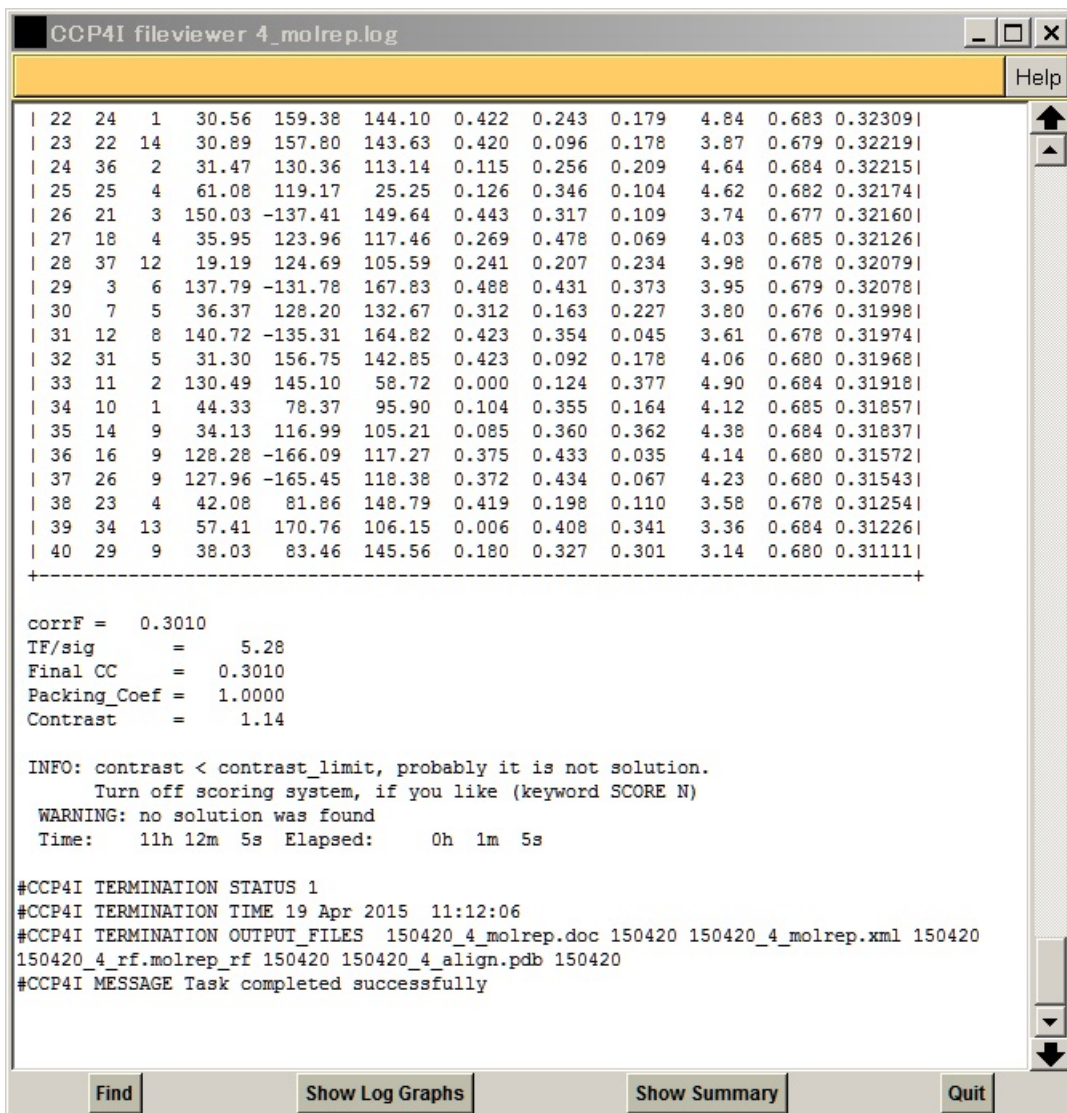 CCP4I fileviewer 4_molrep.log
Help
| 22 24 1 30.56 159.38 144.10 0.422 0.243 0.179 4.84 0.683 0.32309|
| 23 22 14 30.89 157.80 143.63 0.420 0.096 0.178 3.87 0.679 0.32219|
| 24 36 2 31.47 130.36 113.14 0.115 0.256 0.209 4.64 0.684 0.32215|
| 25 25 4 61.08 119.17 25.25 0.126 0.346 0.104 4.62 0.682 0.32174|
| 26 21 3 150.03 -137.41 149.64 0.443 0.317 0.109 3.74 0.677 0.32160|
| 27 18 4 35.95 123.96 117.46 0.269 0.478 0.069 4.03 0.685 0.32126|
| 28 37 12 19.19 124.69 105.59 0.241 0.207 0.234 3.98 0.678 0.32079|
| 29 3 6 137.79 -131.78 167.83 0.488 0.431 0.373 3.95 0.679 0.32078|
| 30 7 5 36.37 128.20 132.67 0.312 0.163 0.227 3.80 0.676 0.31998|
| 31 12 8 140.72 -135.31 164.82 0.423 0.354 0.045 3.61 0.678 0.31974|
| 32 31 5 31.30 156.75 142.85 0.423 0.092 0.178 4.06 0.680 0.31968|
| 33 11 2 130.49 145.10 58.72 0.000 0.124 0.377 4.90 0.684 0.31918|
| 34 10 1 44.33 78.37 95.90 0.104 0.355 0.164 4.12 0.685 0.31857|
| 35 14 9 34.13 116.99 105.21 0.085 0.360 0.362 4.38 0.684 0.31837|
| 36 16 9 128.28 -166.09 117.27 0.375 0.433 0.035 4.14 0.680 0.31572|
| 37 26 9 127.96 -165.45 118.38 0.372 0.434 0.067 4.23 0.680 0.31543|
| 38 23 4 42.08 81.86 148.79 0.419 0.198 0.110 3.58 0.678 0.31254|
| 39 34 13 57.41 170.76 106.15 0.006 0.408 0.341 3.36 0.684 0.31226|
| 40 29 9 38.03 83.46 145.56 0.180 0.327 0.301 3.14 0.680 0.31111|
+------------------------------------------------------------------------------+
corrF = 0.3010
TF/sig = 5.28
Final CC = 0.3010
Packing_Coef = 1.0000
Contrast = 1.14
INFO: contrast < contrast_limit, probably it is not solution.
Turn off scoring system, if you like (keyword SCORE N)
WARNING: no solution was found
Time: 11h 12m 5s Elapsed: 0h 1m 5s
#CCP4I TERMINATION STATUS 1
#CCP4I TERMINATION TIME 19 Apr 2015 11:12:06
#CCP4I TERMINATION OUTPUT_FILES 150420_4_molrep.doc 150420 150420_4_molrep.xml 150420
150420_4_rf.molrep_rf 150420 150420_4_align.pdb 150420
#CCP4I MESSAGE Task completed successfully
Find Show Log Graphs Show Summary Quit